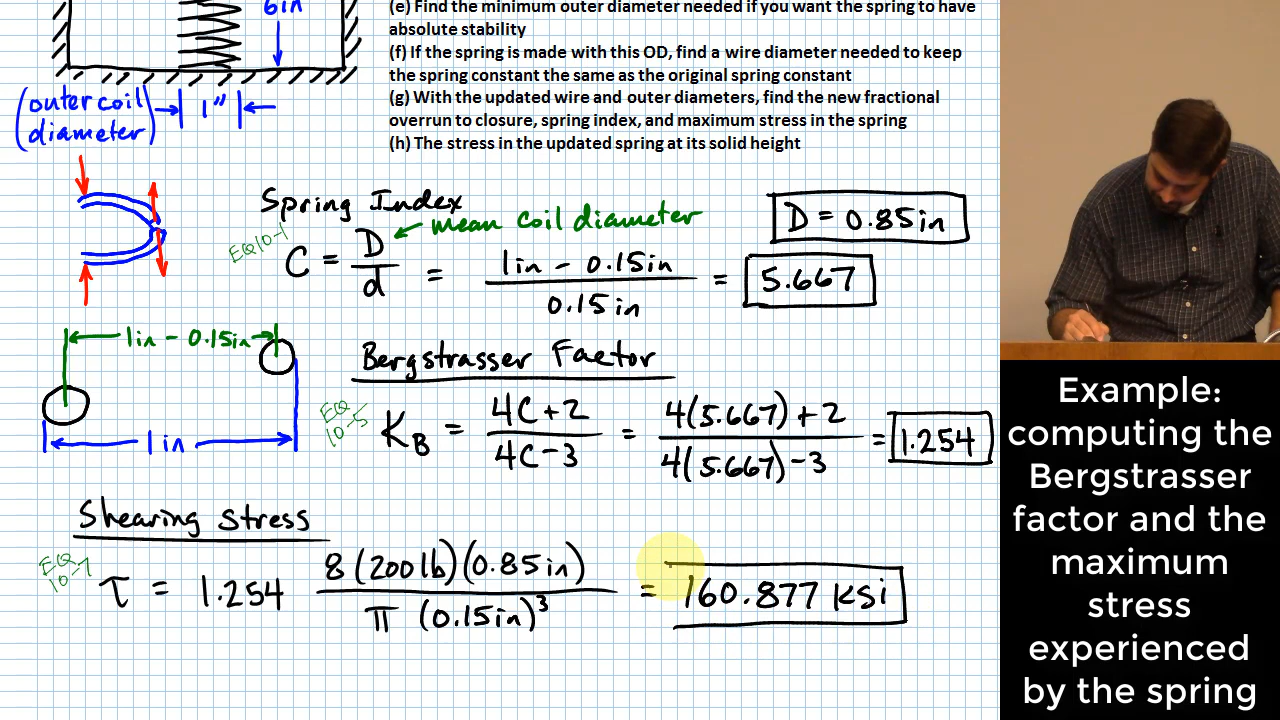 6in
(e) Find the minimum outer diameter needed if you want the spring to have
absolute stability
(f) If the spring is made with this OD, find a wire diameter needed to keep
the spring constant the same as the original spring constant
(g) With the updated wire and outer diameters, find the new fractional
overrun to closure, spring index, and maximum stress in the spring
(h) The stress in the updated spring at its solid height
(outer coil
diameter)
1"
Spring Index
EQ 10-1
C = D/d = (1in - 0.15in)/(0.15in) = 5.667
mean coil diameter
D = 0.85in
1in - 0.15in
1in
Bergstrasser Factor
EQ 10-5
K_B = (4C+2)/(4C-3) = (4(5.667)+2)/(4(5.667)-3) = 1.254
Shearing Stress
EQ 10-7
τ = 1.254 8(200lb)(0.85in)/(π (0.15in)^3) = 160.877 ksi
Example:
computing the
Bergstrasser
factor and the
maximum
stress
experienced
by the spring